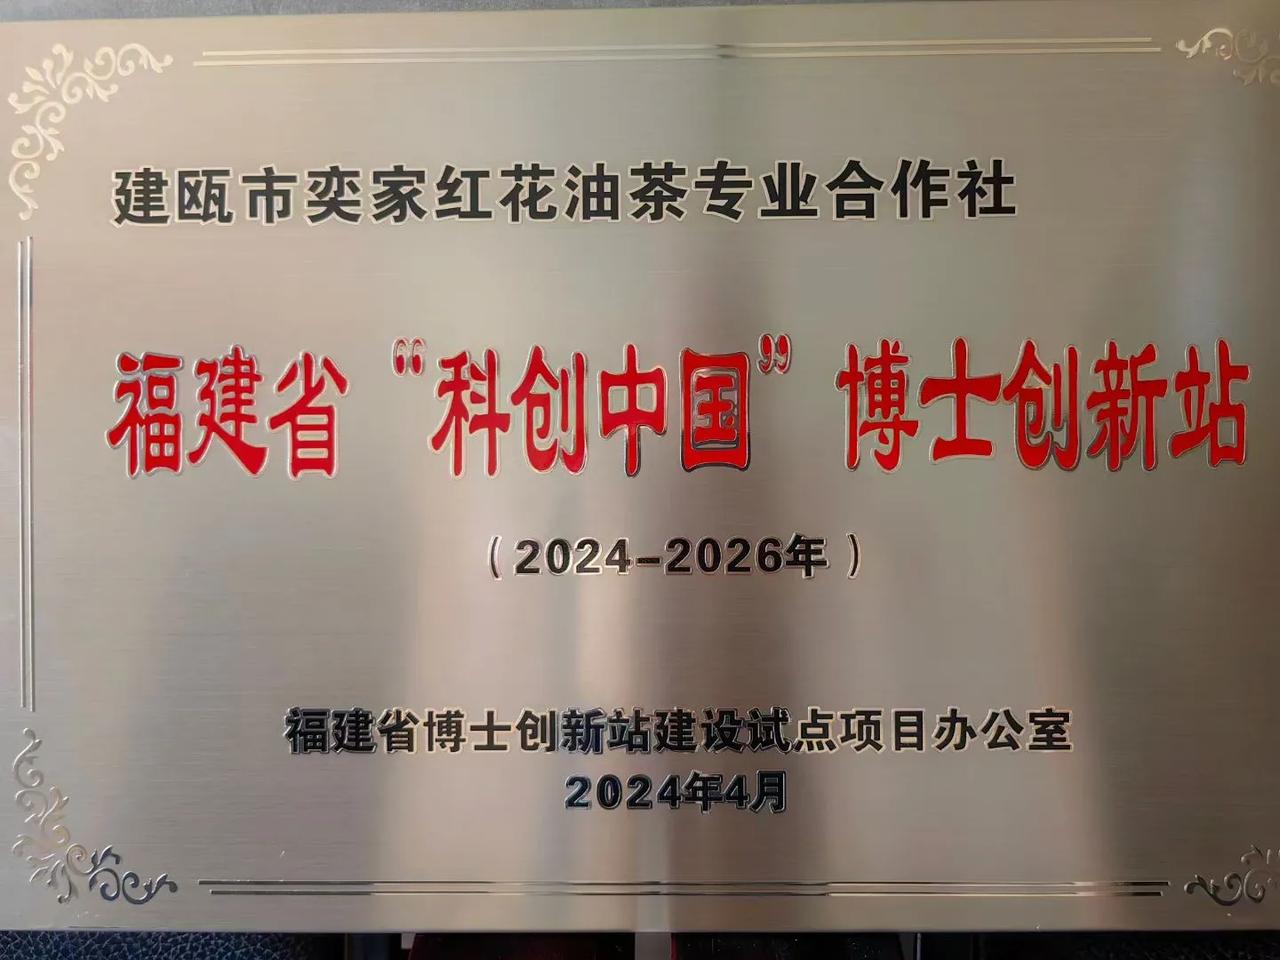 建瓯市奕家红花油茶专业合作社
福建省“科创中国”博士创新站
（2024-2026年）
福建省博士创新站建设试点项目办公室
2024年4月